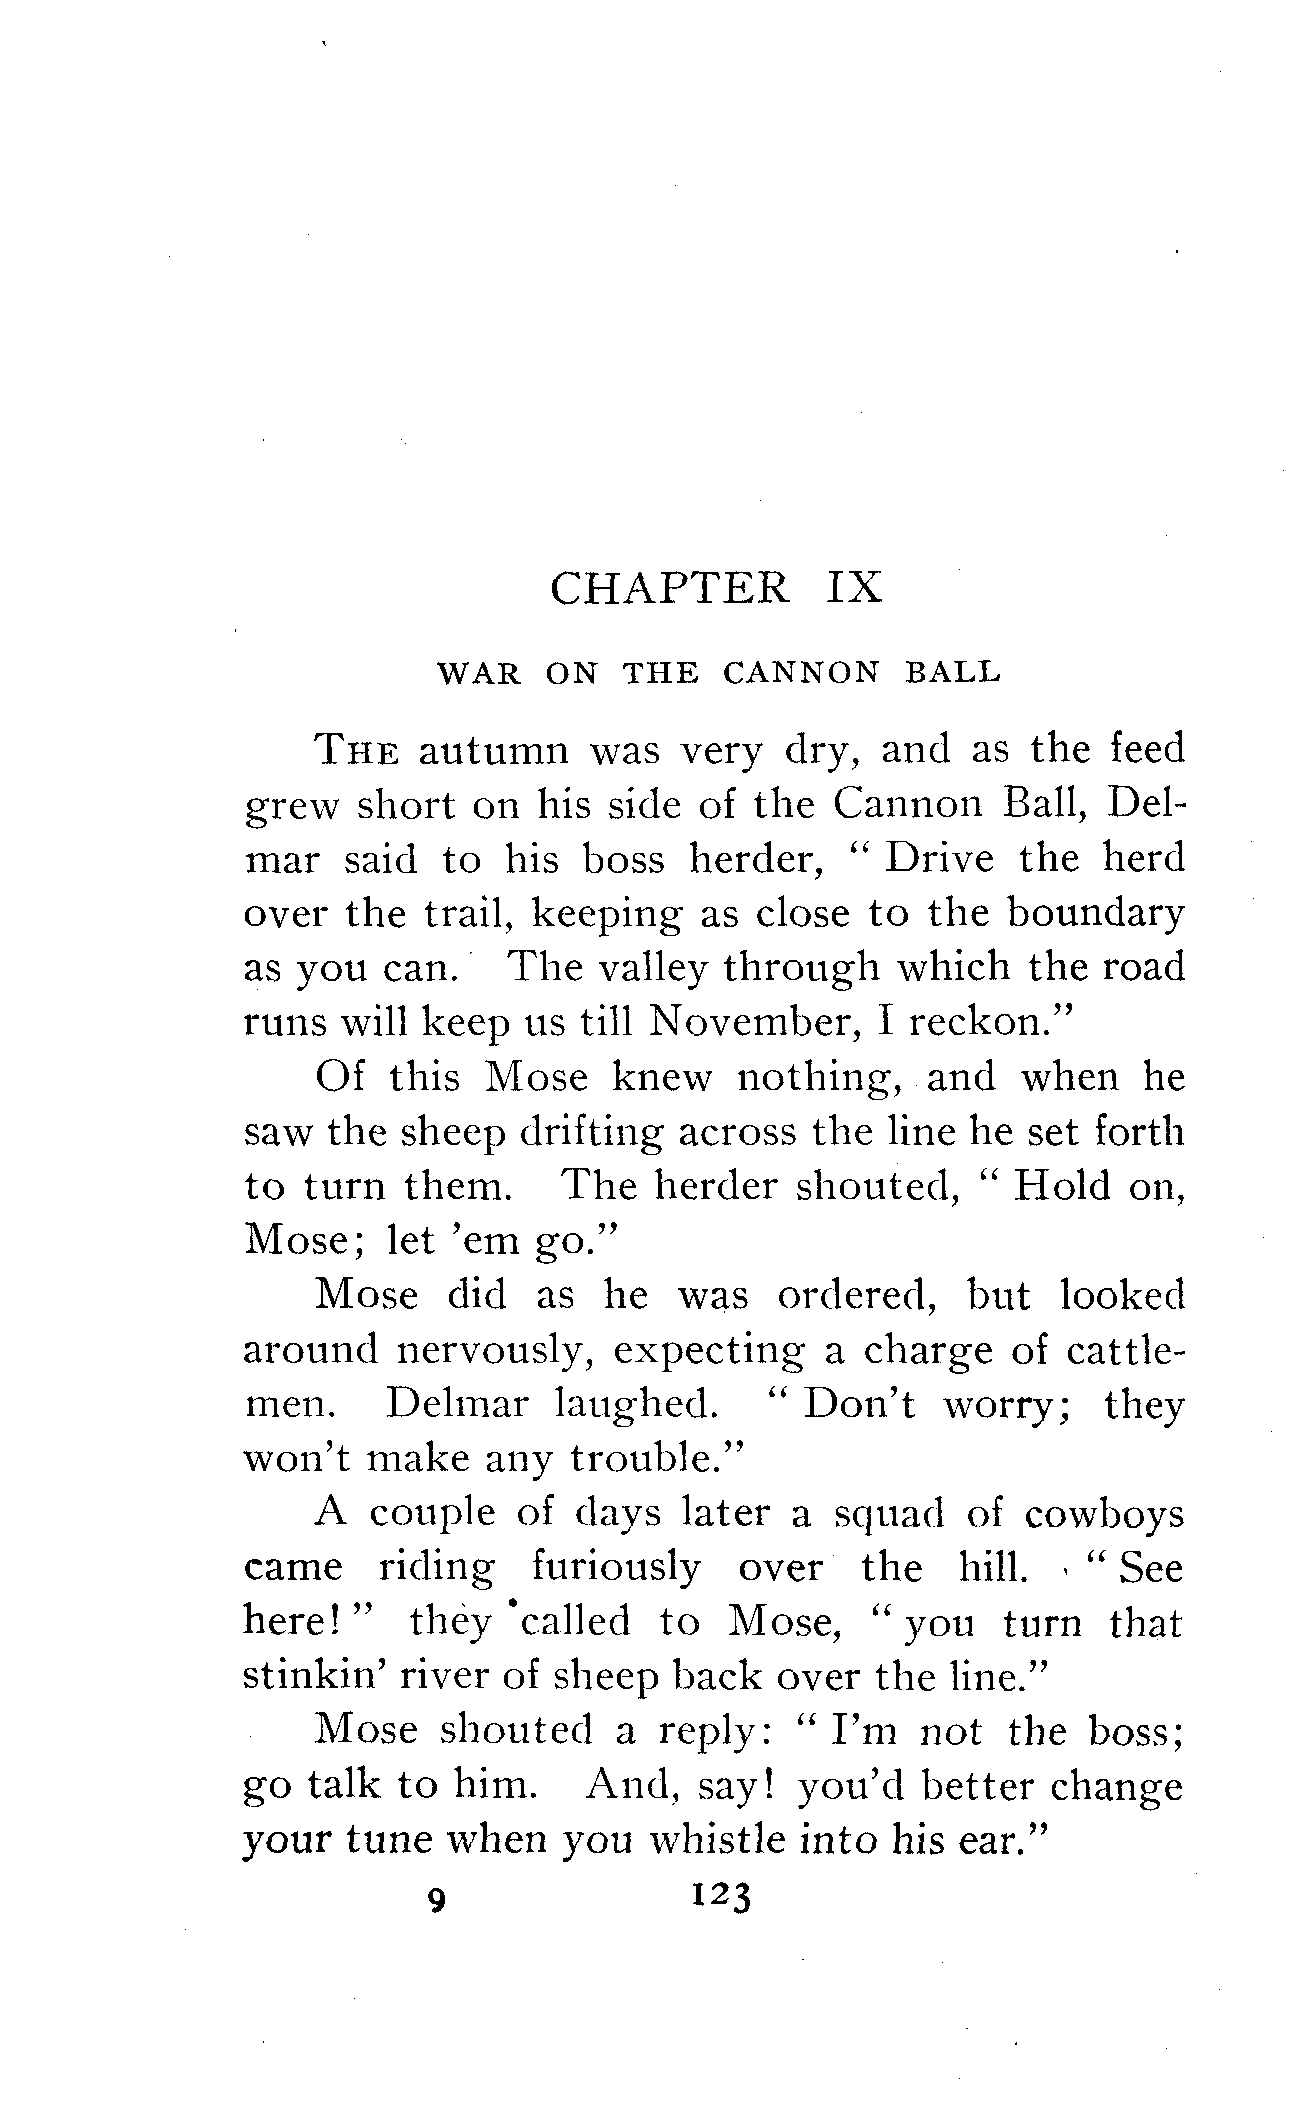 CHAPTER IX
WAR ON THE CANNON BALL
THE autumn was very dry, and as the feed
grew short on his side of the Cannon Ball, Del-
mar said to his boss herder, “ Drive the herd
over the trail, keeping as close to the boundary
as you can. The valley through which the road
runs will keep us till November, I reckon.”
Of this Mose knew nothing, and when he
saw the sheep drifting across the line he set forth
to turn them. The herder shouted, “ Hold on,
Mose; let ’em go.”
Mose did as he was ordered, but looked
around nervously, expecting a charge of cattle-
men. Delmar laughed. “ Don’t worry; they
won’t make any trouble.”
A couple of days later a squad of cowboys
came riding furiously over the hill. “ See
here! ” they called to Mose, “ you turn that
stinkin’ river of sheep back over the line.”
Mose shouted a reply: “ I’m not the boss;
go talk to him. And, say! you’d better change
your tune when you whistle into his ear.”
9 123